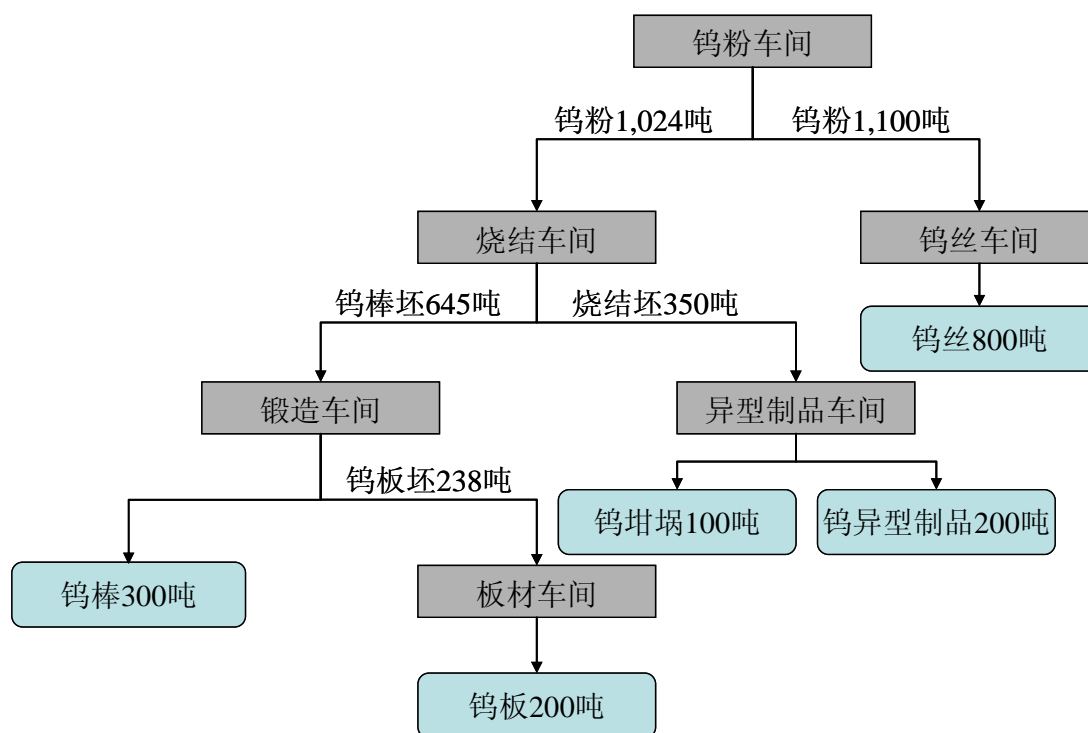 钨粉车间
钨粉1,024吨
钨粉1,100吨
烧结车间
钨丝车间
钨棒坯645吨
烧结坯350吨
钨丝800吨
锻造车间
异型制品车间
钨板坯238吨
钨坩埚100吨
钨异型制品200吨
钨棒300吨
板材车间
钨板200吨